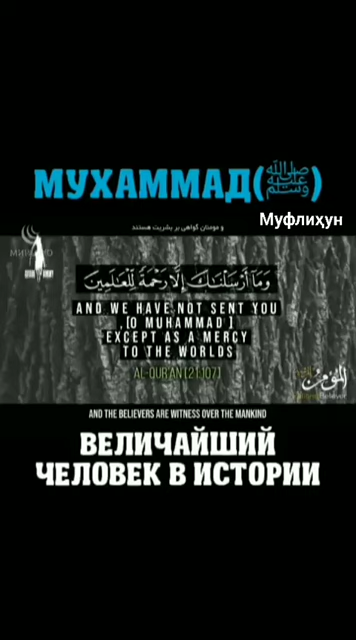 МУХАММАД(ﷺ)
Муфлиҳун
و مومنان گواهی بر بشریت هستند
وَمَا أَرْسَلْنَاكَ إِلَّا رَحْمَةً لِّلْعَالَمِينَ
AND WE HAVE NOT SENT YOU
,[O MUHAMMAD]
EXCEPT AS A MERCY
TO THE WORLDS
AL-QUR'AN [21:107]
AND THE BELIEVERS ARE WITNESS OVER THE MANKIND
ВЕЛИЧАЙШИЙ
ЧЕЛОВЕК В ИСТОРИИ